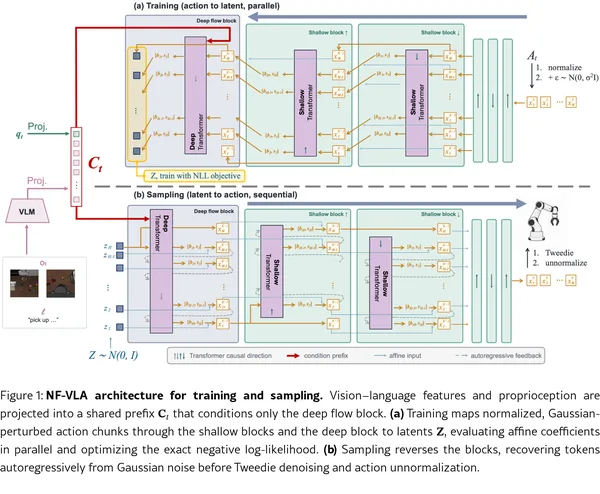 (a) Training (action to latent, parallel)
Deep flow block
Shallow block ↑
Shallow block ↓
Deep
Transformer
Shallow
Transformer
Shallow
Transformer
A_t
1. normalize
2. + ε ~ N(0, σ²I)
Z, train with NLL objective
q_t
Proj.
C_t
Proj.
VLM
ℓ
"pick up …"
(b) Sampling (latent to action, sequential)
Deep flow block
Shallow block ↑
Shallow block ↓
Deep
Transformer
Shallow
Transformer
Shallow
Transformer
Z ~ N(0, I)
1. Tweedie
2. unnormalize
Transformer causal direction
condition prefix
affine input
autoregressive feedback
Figure 1: NF-VLA architecture for training and sampling. Vision–language features and proprioception are
projected into a shared prefix C_t that conditions only the deep flow block. (a) Training maps normalized, Gaussian-
perturbed action chunks through the shallow blocks and the deep block to latents Z, evaluating affine coefficients
in parallel and optimizing the exact negative log-likelihood. (b) Sampling reverses the blocks, recovering tokens
autoregressively from Gaussian noise before Tweedie denoising and action unnormalization.